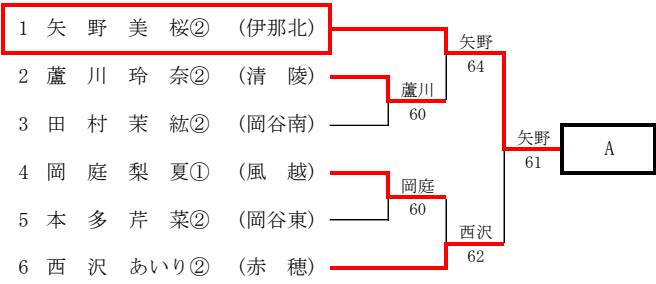 1 矢 野 美 桜② (伊那北)
矢野
64
2 蘆 川 玲 奈② (清 陵)
蘆川
60
3 田 村 茉 紘② (岡谷南)
矢野
61
A
4 岡 庭 梨 夏① (風 越)
岡庭
60
5 本 多 芹 菜② (岡谷東)
西沢
62
6 西 沢 あいり② (赤 穂)